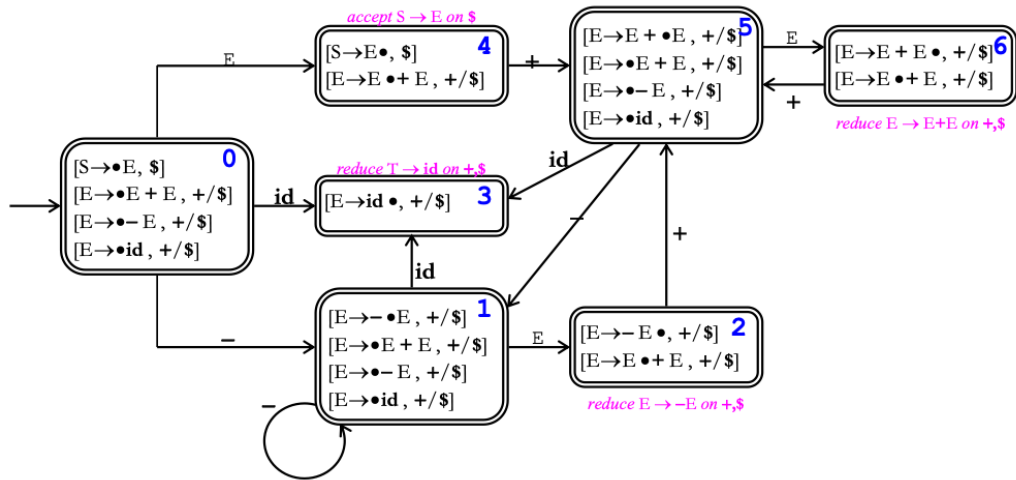 accept S → E on $
[S→E●, $]
[E→E●+ E, +/$]
4
E
+
[E→E + ●E, +/$]
[E→●E + E, +/$]
[E→●– E, +/$]
[E→●id , +/$]
5
E
+
[E→E + E●, +/$]
[E→E●+ E, +/$]
6
reduce E → E+E on +,$
[S→●E, $]
[E→●E + E, +/$]
[E→●– E, +/$]
[E→●id , +/$]
0
id
reduce T → id on +,$
[E→id ●, +/$]
3
id
–
+
id
–
[E→– ●E, +/$]
[E→●E + E, +/$]
[E→●– E, +/$]
[E→●id , +/$]
1
E
[E→– E●, +/$]
[E→E●+ E, +/$]
2
reduce E → –E on +,$
–